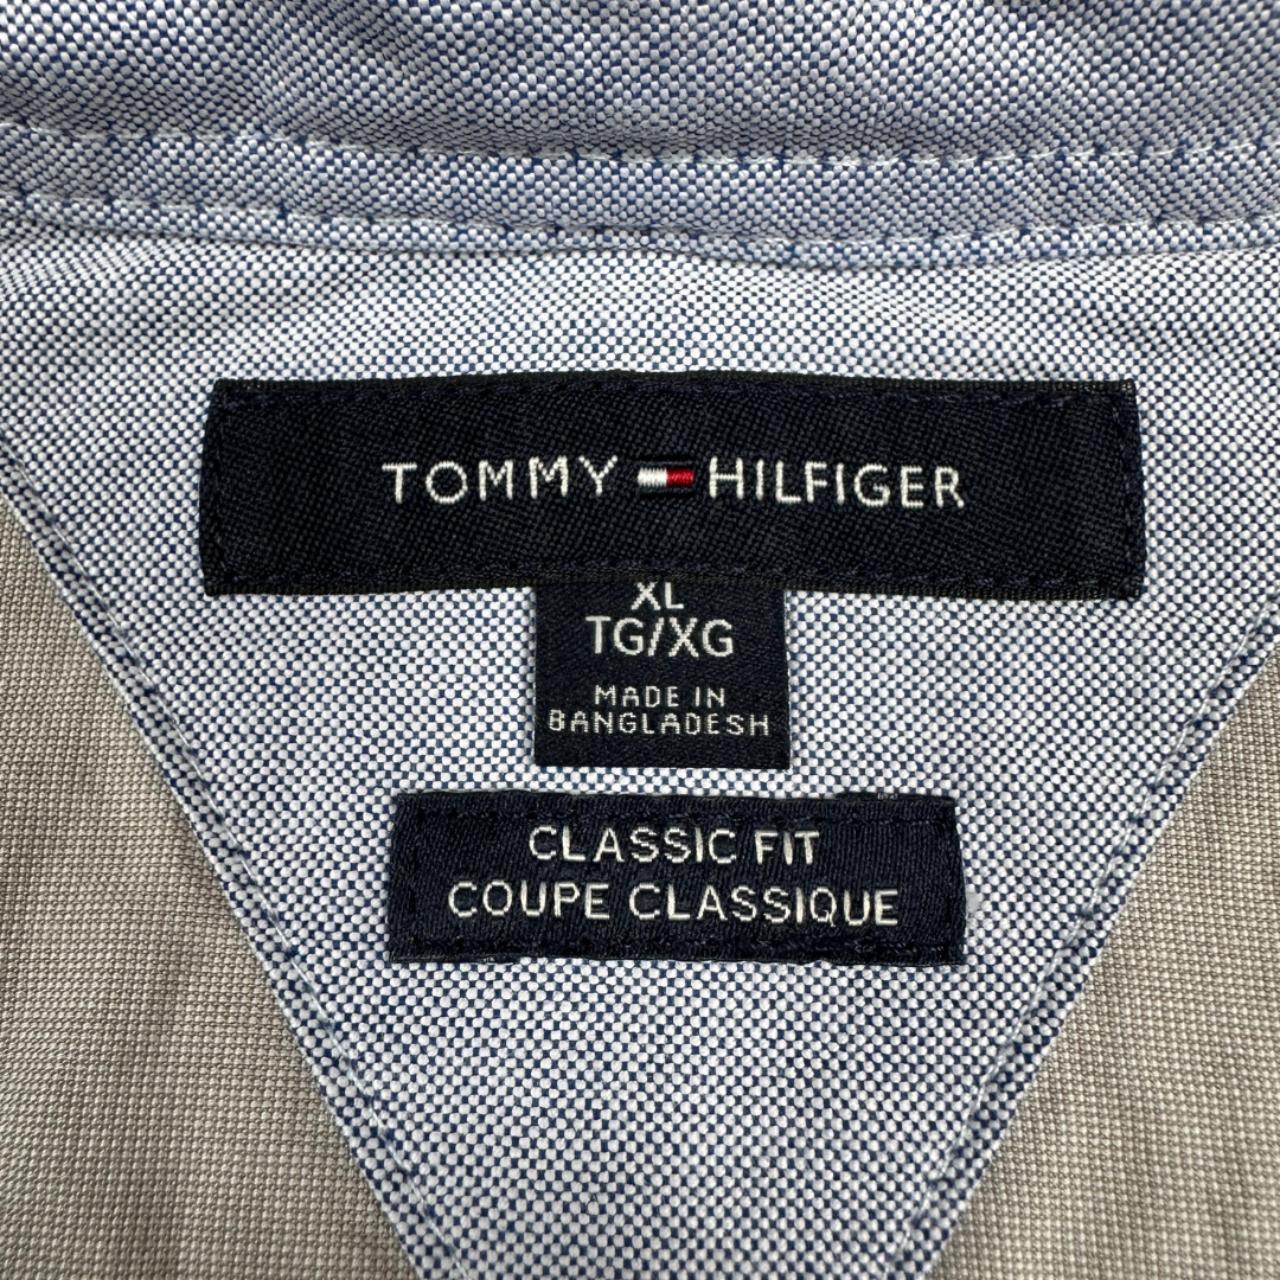 TOMMY HILFIGER
XL
TG/XG
MADE IN
BANGLADESH
CLASSIC FIT
COUPE CLASSIQUE